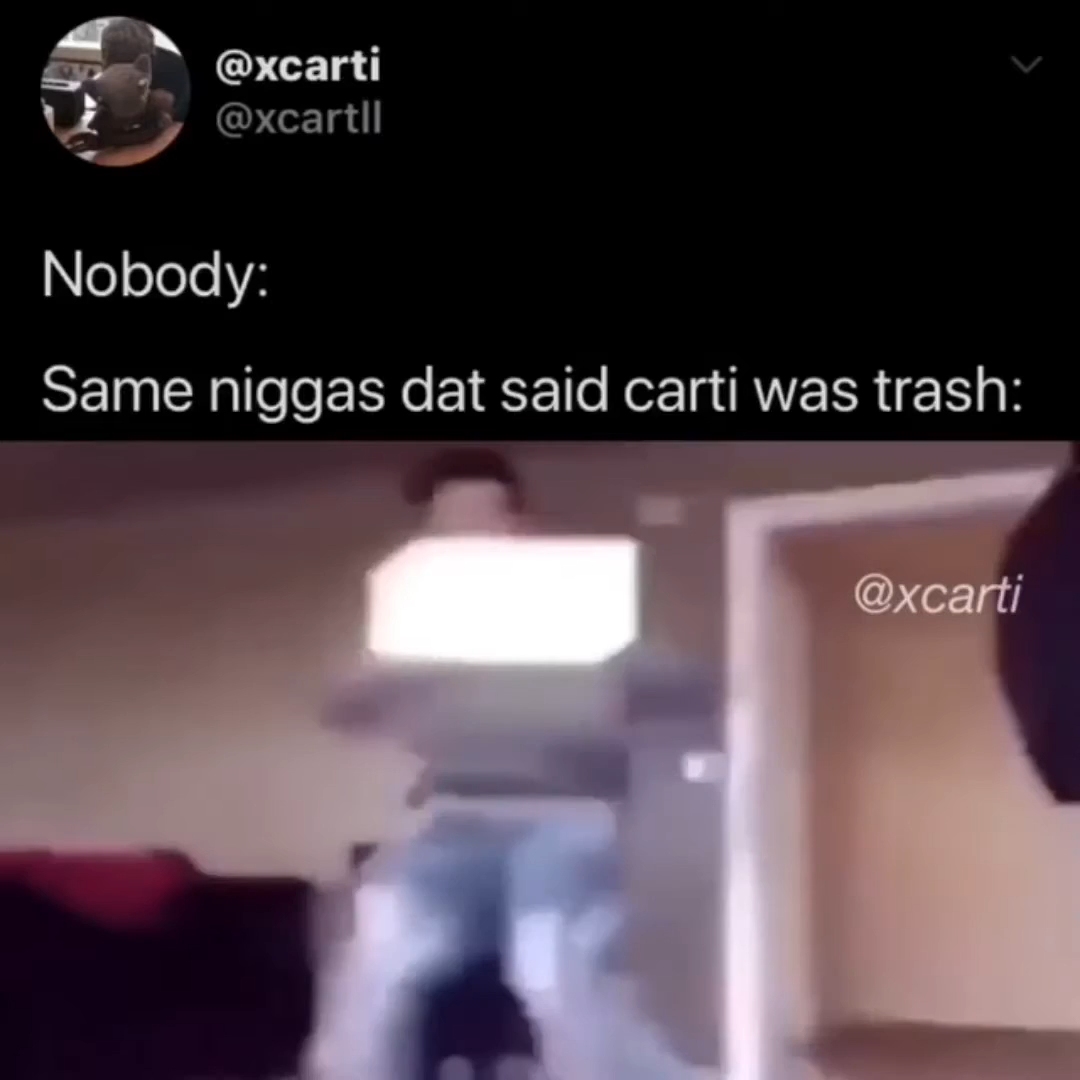 @xcarti
@xcartll
Nobody:
Same niggas dat said carti was trash:
@xcarti